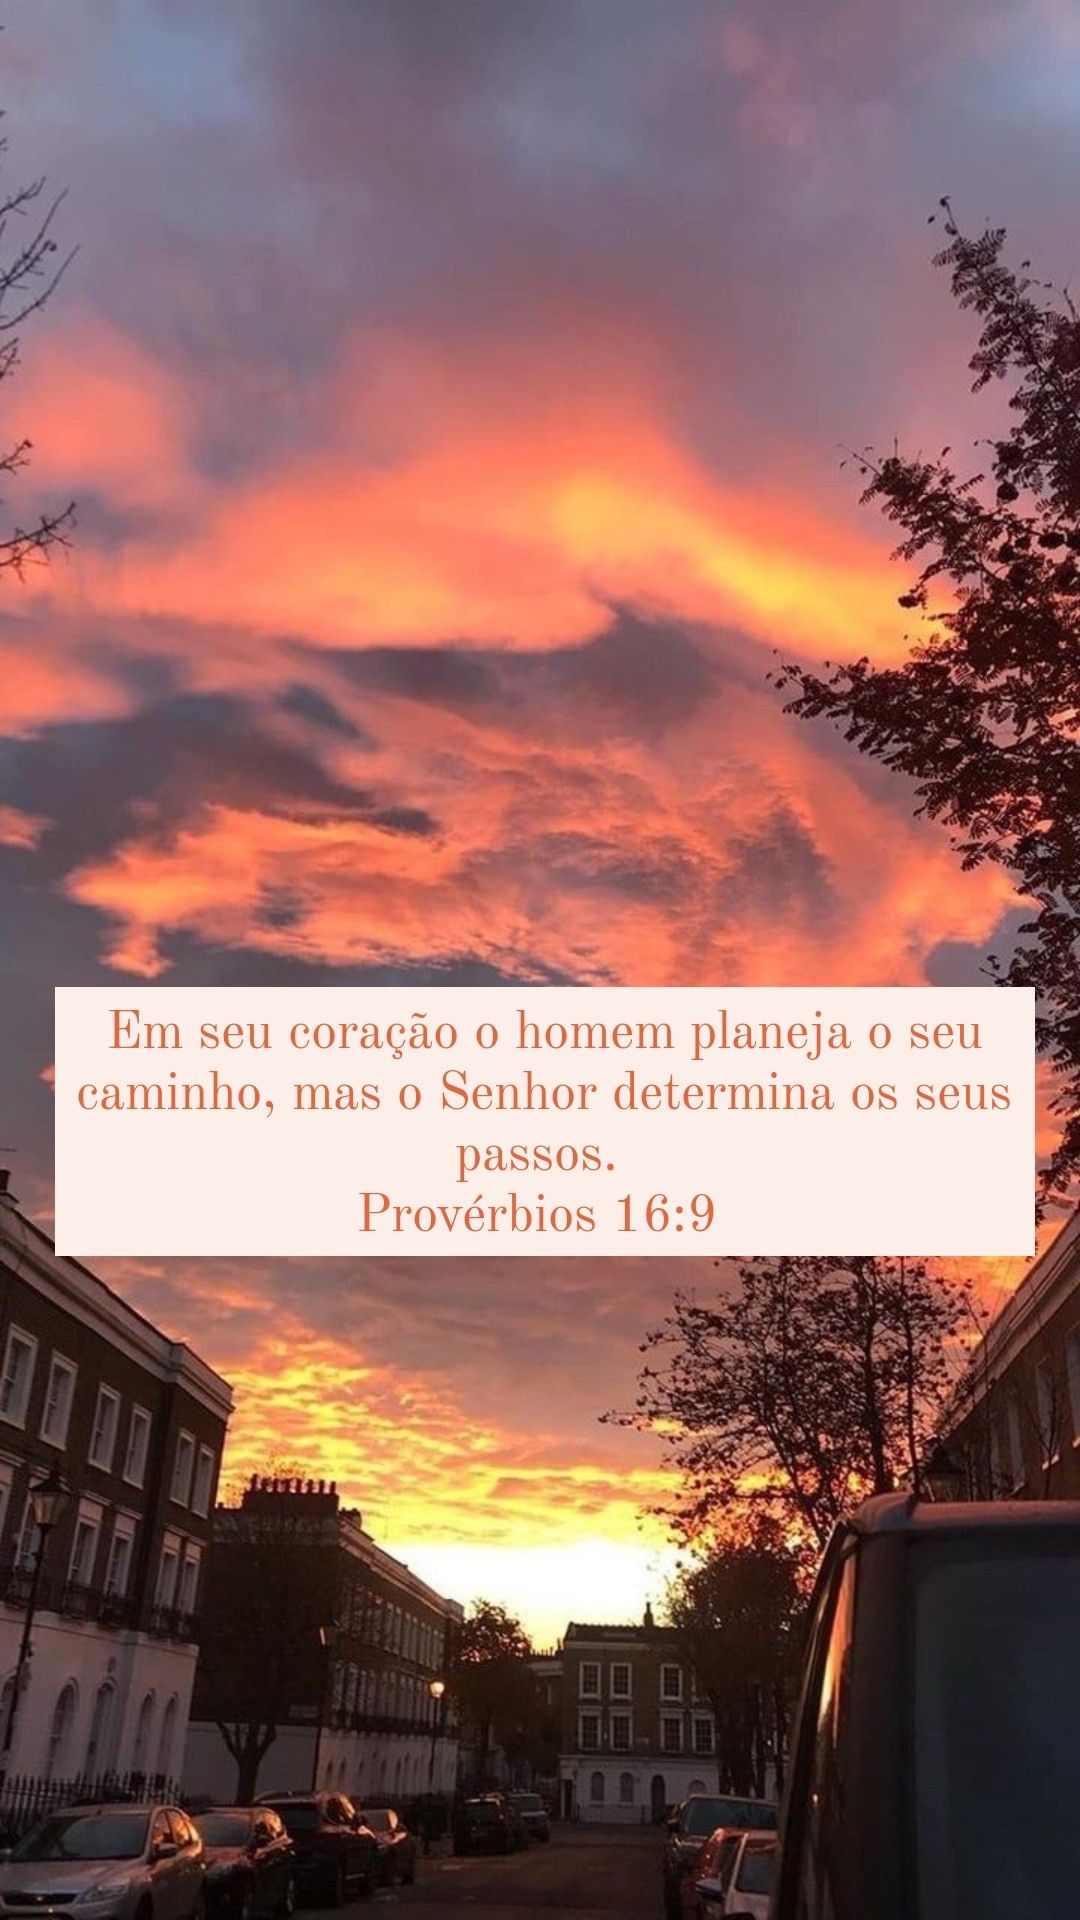 Em seu coração o homem planeja o seu
caminho, mas o Senhor determina os seus
passos.
Provérbios 16:9